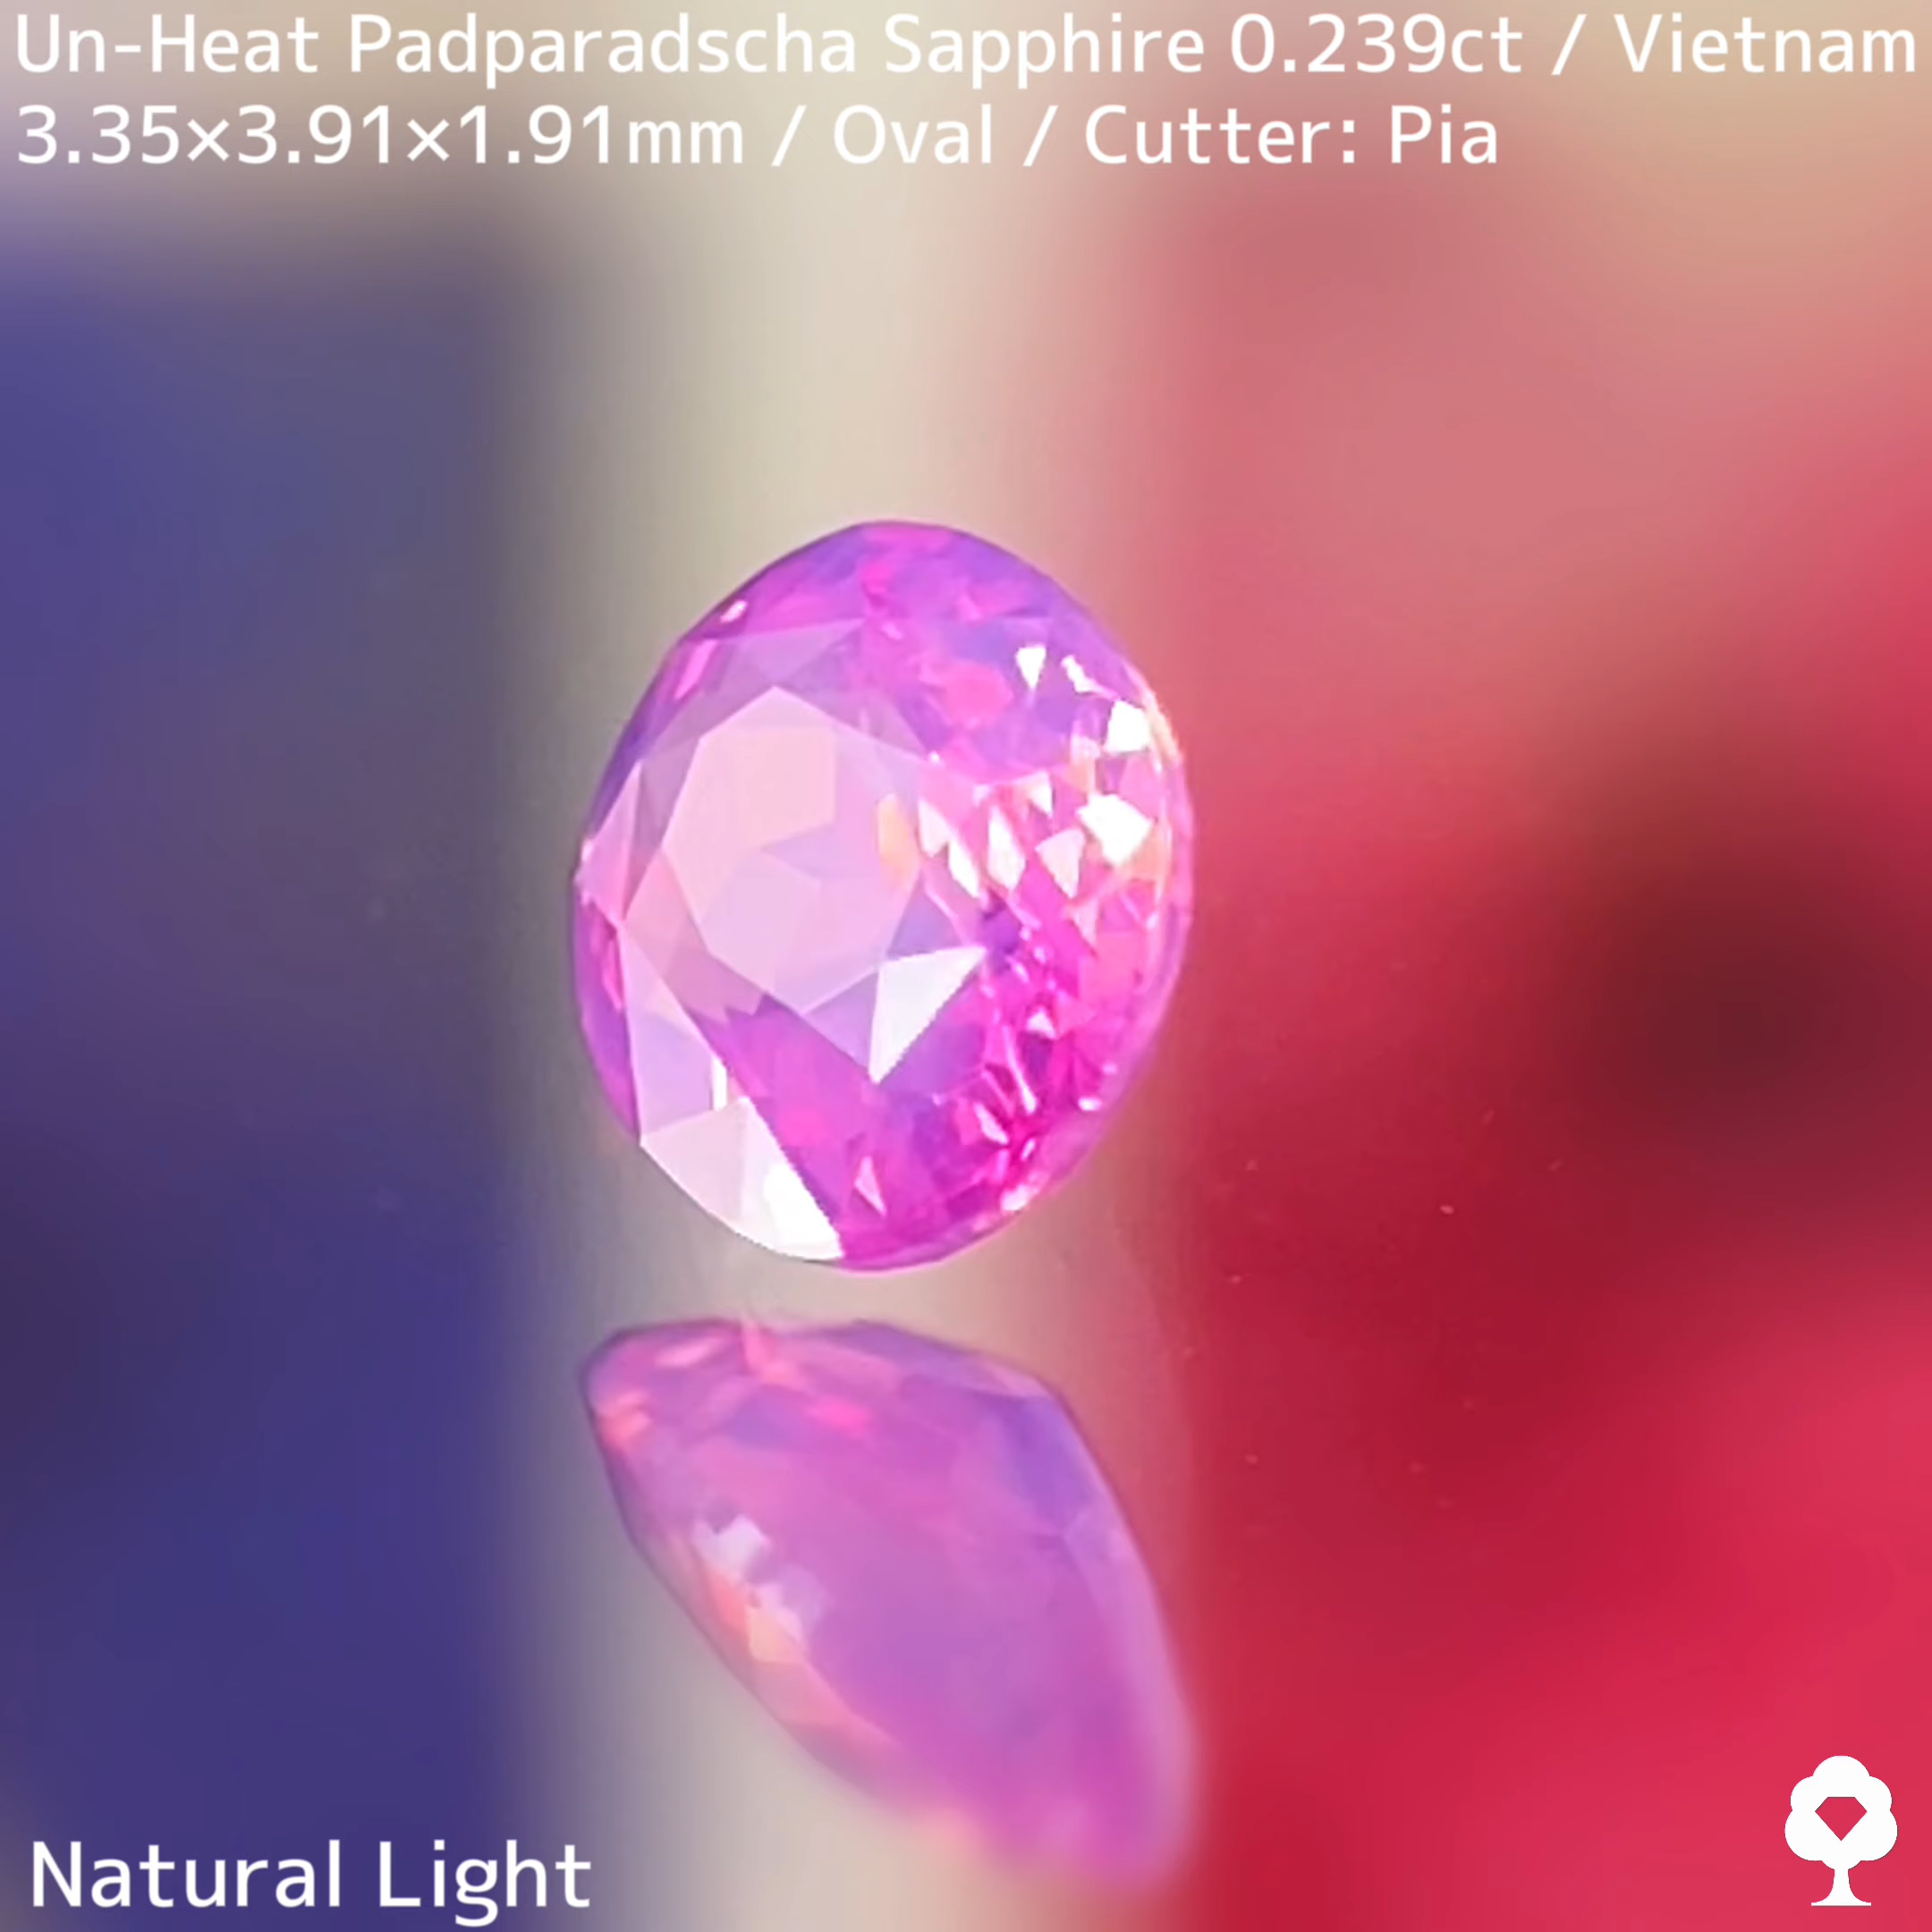 Un-Heat Padparadscha Sapphire 0.239ct / Vietnam
3.35×3.91×1.91mm / Oval / Cutter: Pia
Natural Light